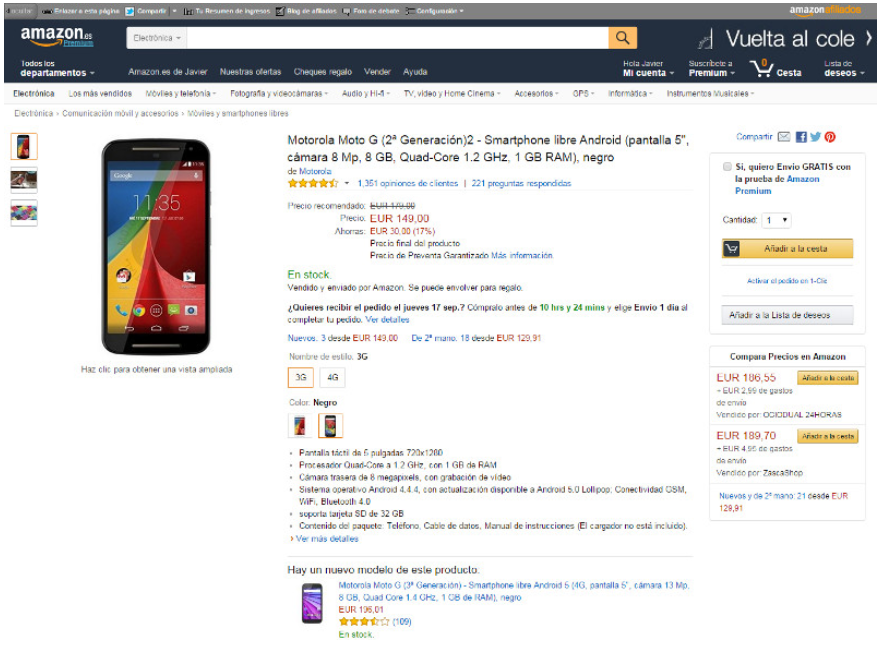 Enlazar a esta página Compartir Tu Resumen de ingresos Blog de afiliados Foro de debate Configuración
amazonafiliados
amazon.es
Premium
Electrónica
Vuelta al cole
Todos los
departamentos
Amazon.es de Javier Nuestras ofertas Cheques regalo Vender Ayuda
Hola Javier
Mi cuenta
Suscríbete a
Premium
0
Cesta
Lista de
deseos
Electrónica Los más vendidos Móviles y telefonía Fotografía y videocámaras Audio y Hi-fi TV, vídeo y Home Cinema Accesorios GPS Informática Instrumentos Musicales
Electrónica › Comunicación móvil y accesorios › Móviles y smartphones libres
Google
11:35
Haz clic para obtener una vista ampliada
Motorola Moto G (2ª Generación)2 - Smartphone libre Android (pantalla 5",
cámara 8 Mp, 8 GB, Quad-Core 1.2 GHz, 1 GB RAM), negro
de Motorola
1,351 opiniones de clientes | 221 preguntas respondidas
Precio recomendado: EUR 179,00
Precio: EUR 149,00
Ahorras: EUR 30,00 (17%)
Precio final del producto
Precio de Preventa Garantizado Más información
En stock.
Vendido y enviado por Amazon. Se puede envolver para regalo.
¿Quieres recibir el pedido el jueves 17 sep.? Cómpralo antes de 10 hrs y 24 mins y elige Envío 1 día al
completar tu pedido. Ver detalles
Nuevos: 3 desde EUR 149,00 De 2ª mano: 18 desde EUR 129,91
Nombre de estilo: 3G
3G 4G
Color: Negro
• Pantalla táctil de 5 pulgadas 720x1280
• Procesador Quad-Core a 1.2 GHz, con 1 GB de RAM
• Cámara trasera de 8 megapixels, con grabación de vídeo
• Sistema operativo Android 4.4.4, con actualización disponible a Android 5.0 Lollipop; Conectividad GSM,
WiFi, Bluetooth 4.0
• soporta tarjeta SD de 32 GB
• Contenido del paquete: Teléfono, Cable de datos, Manual de instrucciones (El cargador no está incluido).
› Ver más detalles
Hay un nuevo modelo de este producto:
Motorola Moto G (3ª Generación) - Smartphone libre Android 5 (4G, pantalla 5", cámara 13 Mp,
8 GB, Quad Core 1.4 GHz, 1 GB de RAM), negro
EUR 196,01
(109)
En stock.
Compartir
Sí, quiero Envío GRATIS con
la prueba de Amazon
Premium
Cantidad: 1
Añadir a la cesta
Activar el pedido en 1-Clic
Añadir a la Lista de deseos
Compara Precios en Amazon
EUR 186,55 Añadir a la cesta
+ EUR 2,99 de gastos
de envío
Vendido por: OCIODUAL 24HORAS
EUR 189,70 Añadir a la cesta
+ EUR 4,95 de gastos
de envío
Vendido por: ZascaShop
Nuevos y de 2ª mano: 21 desde EUR
129,91